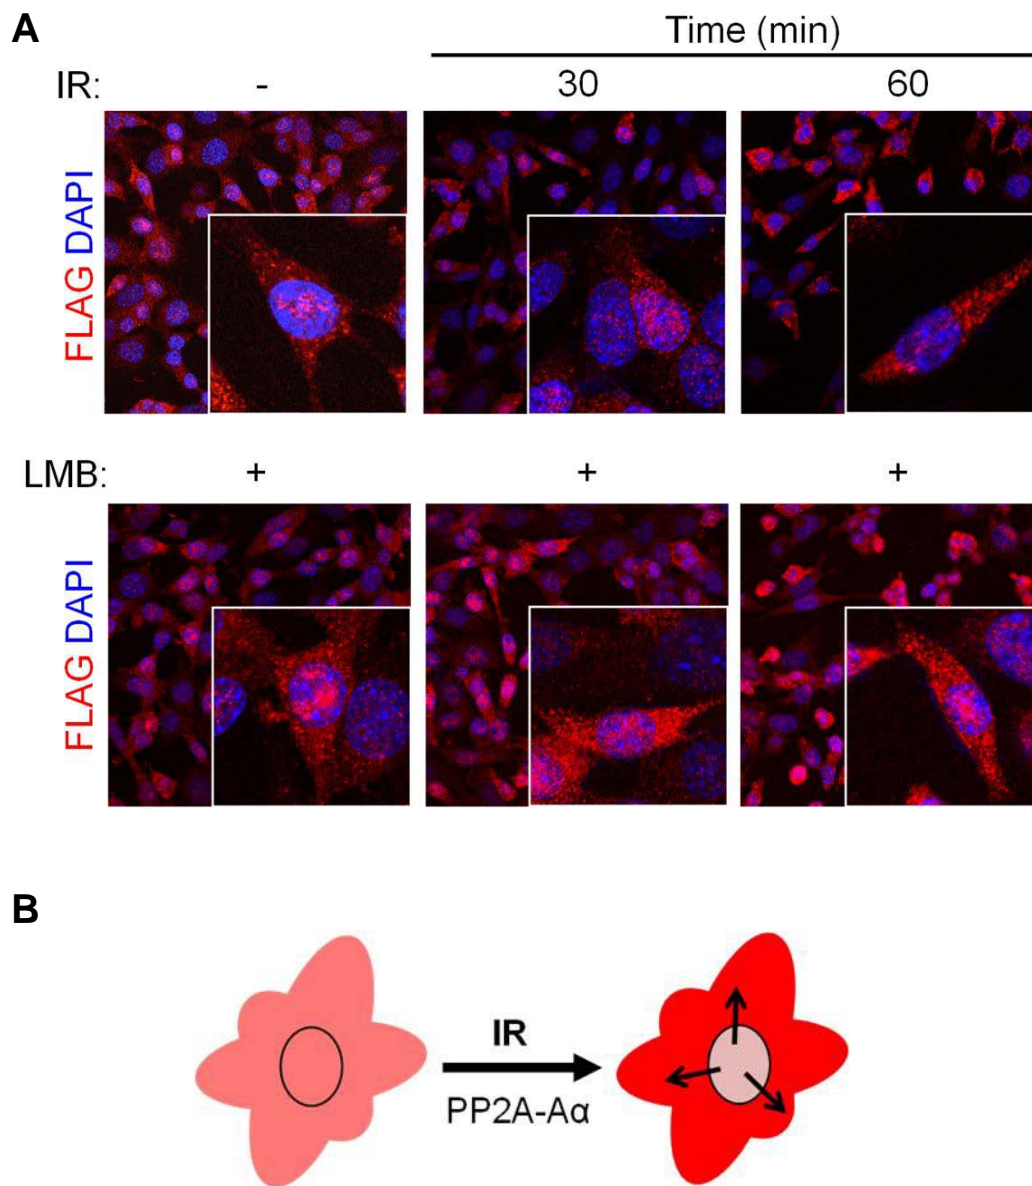 A
Time (min)
IR: - 30 60
FLAG DAPI
LMB: + + +
FLAG DAPI
B
IR
PP2A-Aα